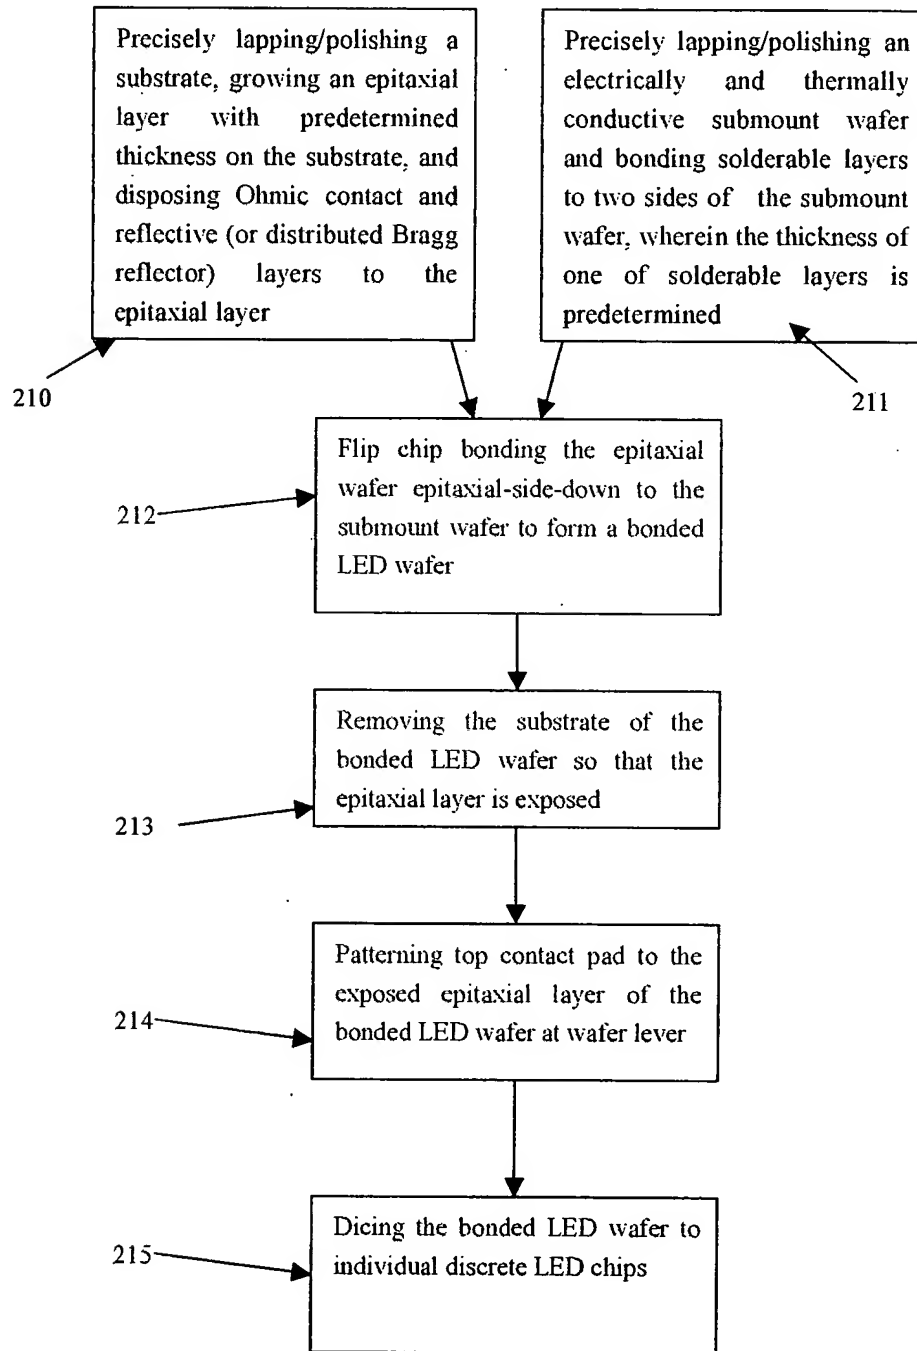 Precisely lapping/polishing a
substrate, growing an epitaxial
layer with predetermined
thickness on the substrate, and
disposing Ohmic contact and
reflective (or distributed Bragg
reflector) layers to the
epitaxial layer
Precisely lapping/polishing an
electrically and thermally
conductive submount wafer
and bonding solderable layers
to two sides of the submount
wafer, wherein the thickness of
one of solderable layers is
predetermined
210
211
Flip chip bonding the epitaxial
wafer epitaxial-side-down to the
submount wafer to form a bonded
LED wafer
212
Removing the substrate of the
bonded LED wafer so that the
epitaxial layer is exposed
213
Patterning top contact pad to the
exposed epitaxial layer of the
bonded LED wafer at wafer lever
214
Dicing the bonded LED wafer to
individual discrete LED chips
215